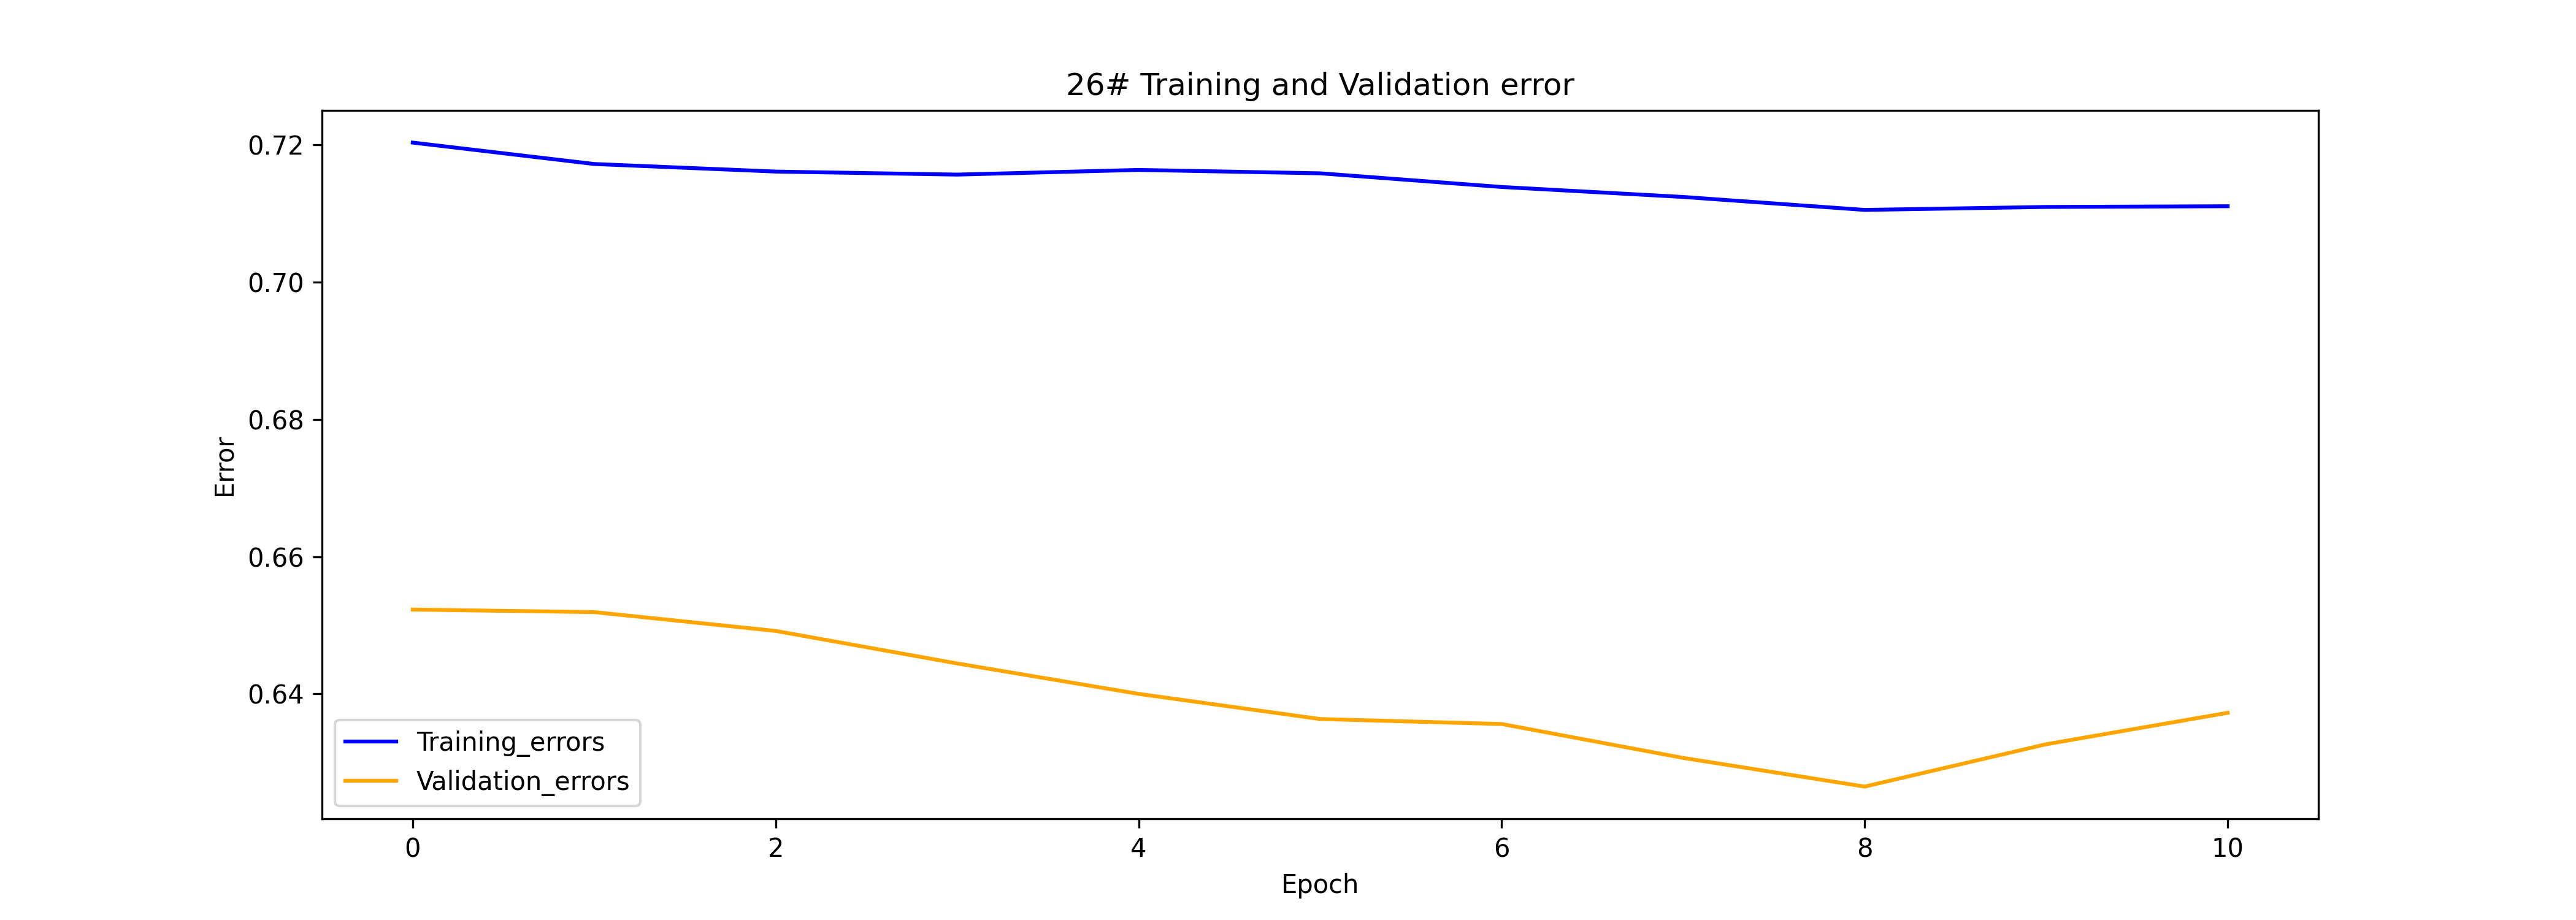 26# Training and Validation error
0.72
0.70
0.68
0.66
0.64
Error
Training_errors
Validation_errors
0 2 4 6 8 10
Epoch